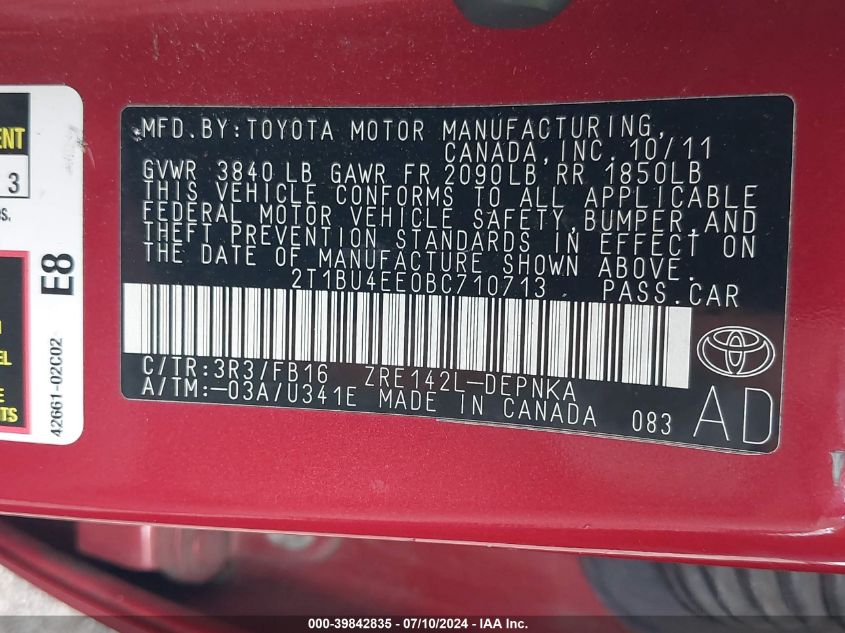 MFD.BY:TOYOTA MOTOR MANUFACTURING,
CANADA,INC. 10/11
GVWR 3840 LB GAWR FR 2090LB RR 1850LB
THIS VEHICLE CONFORMS TO ALL APPLICABLE
FEDERAL MOTOR VEHICLE SAFETY,BUMPER,AND
THEFT PREVENTION STANDARDS IN EFFECT ON
THE DATE OF MANUFACTURE SHOWN ABOVE.
2T1BU4EE0BC710713 PASS.CAR
C/TR:3R3/FB16 ZRE142L-DEPNKA
A/TM:-03A/U341E MADE IN CANADA 083
AD
3
E8
42661-02C02
000-39842835 / 07/10/2024 - IAA Inc.